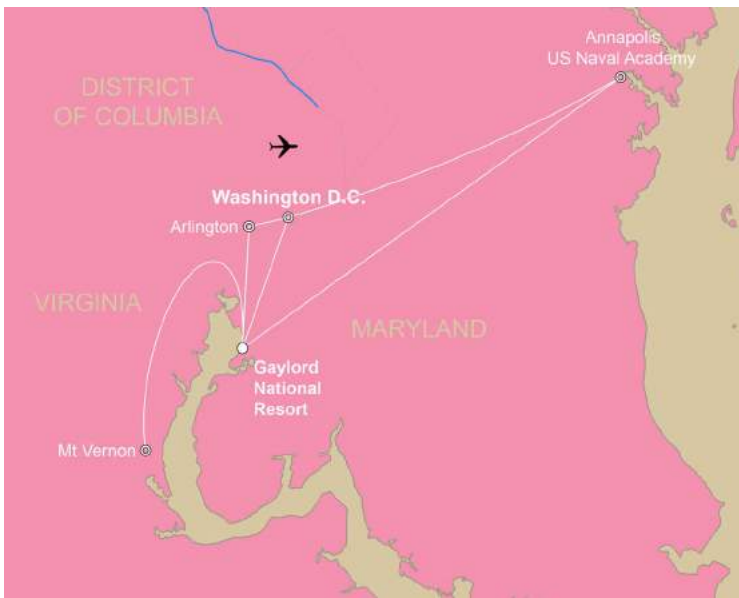 Annapolis
US Naval Academy
DISTRICT
OF COLUMBIA
Washington D.C.
Arlington
VIRGINIA
MARYLAND
Gaylord
National
Resort
Mt Vernon